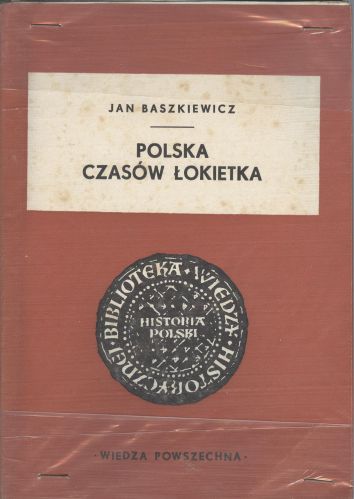 JAN BASZKIEWICZ
POLSKA
CZASÓW ŁOKIETKA
BIBLIOTEKA · WIEDZY · HISTORYCZNEJ ·
HISTORIA
POLSKI
· WIEDZA POWSZECHNA ·